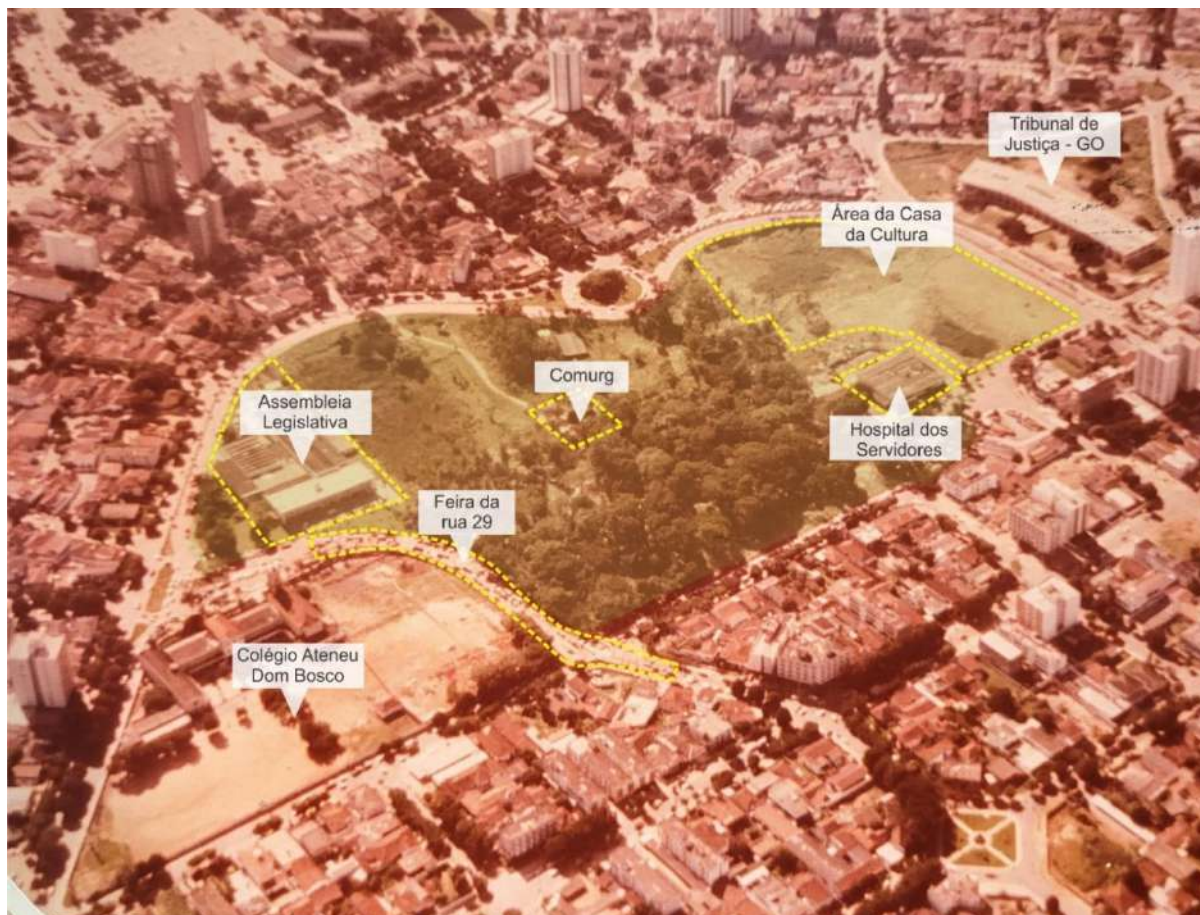 Tribunal de
Justiça - GO
Área da Casa
da Cultura
Comurg
Assembleia
Legislativa
Hospital dos
Servidores
Feira da
rua 29
Colégio Ateneu
Dom Bosco